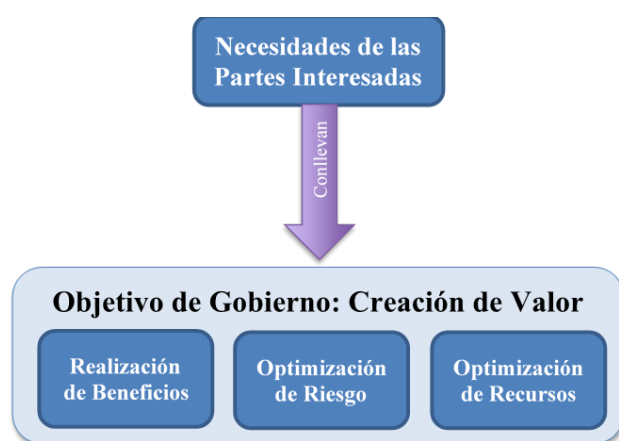 Necesidades de las
Partes Interesadas
Conllevan
Objetivo de Gobierno: Creación de Valor
Realización
de Beneficios
Optimización
de Riesgo
Optimización
de Recursos